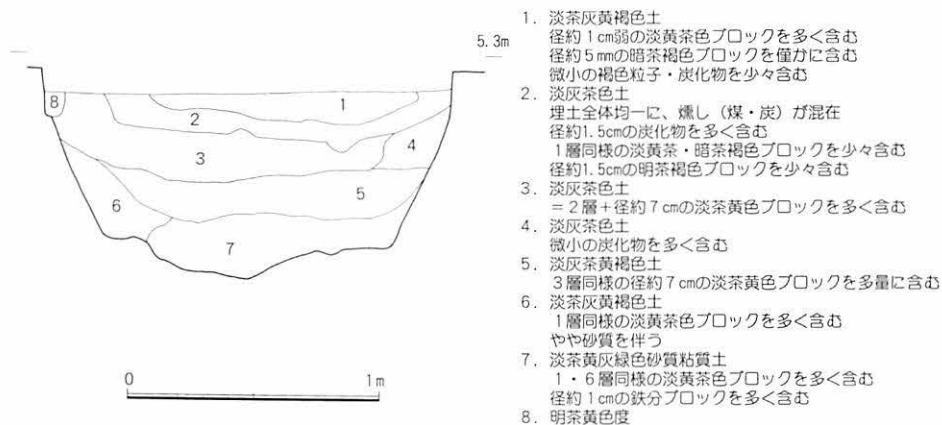 5.3m
1
2
3
4
5
6
7
8
0 1m
1. 淡茶灰黄褐色土
径約1cm弱の淡黄茶色ブロックを多く含む
径約5mmの暗茶褐色ブロックを僅かに含む
微小の褐色粒子・炭化物を少々含む
2. 淡灰茶色土
埋土全体均一に、燻し(煤・炭)が混在
径約1.5cmの炭化物を多く含む
1層同様の淡黄茶・暗茶褐色ブロックを少々含む
径約1.5cmの明茶褐色ブロックを少々含む
3. 淡灰茶色土
=2層+径約7cmの淡茶黄色ブロックを多く含む
4. 淡灰茶色土
微小の炭化物を多く含む
5. 淡灰茶黄褐色土
3層同様の径約7cmの淡茶黄色ブロックを多量に含む
6. 淡茶灰黄褐色土
1層同様の淡黄茶色ブロックを多く含む
やや砂質を伴う
7. 淡茶黄灰緑色砂質粘質土
1・6層同様の淡黄茶色ブロックを多く含む
径約1cmの鉄分ブロックを多く含む
8. 明茶黄色度